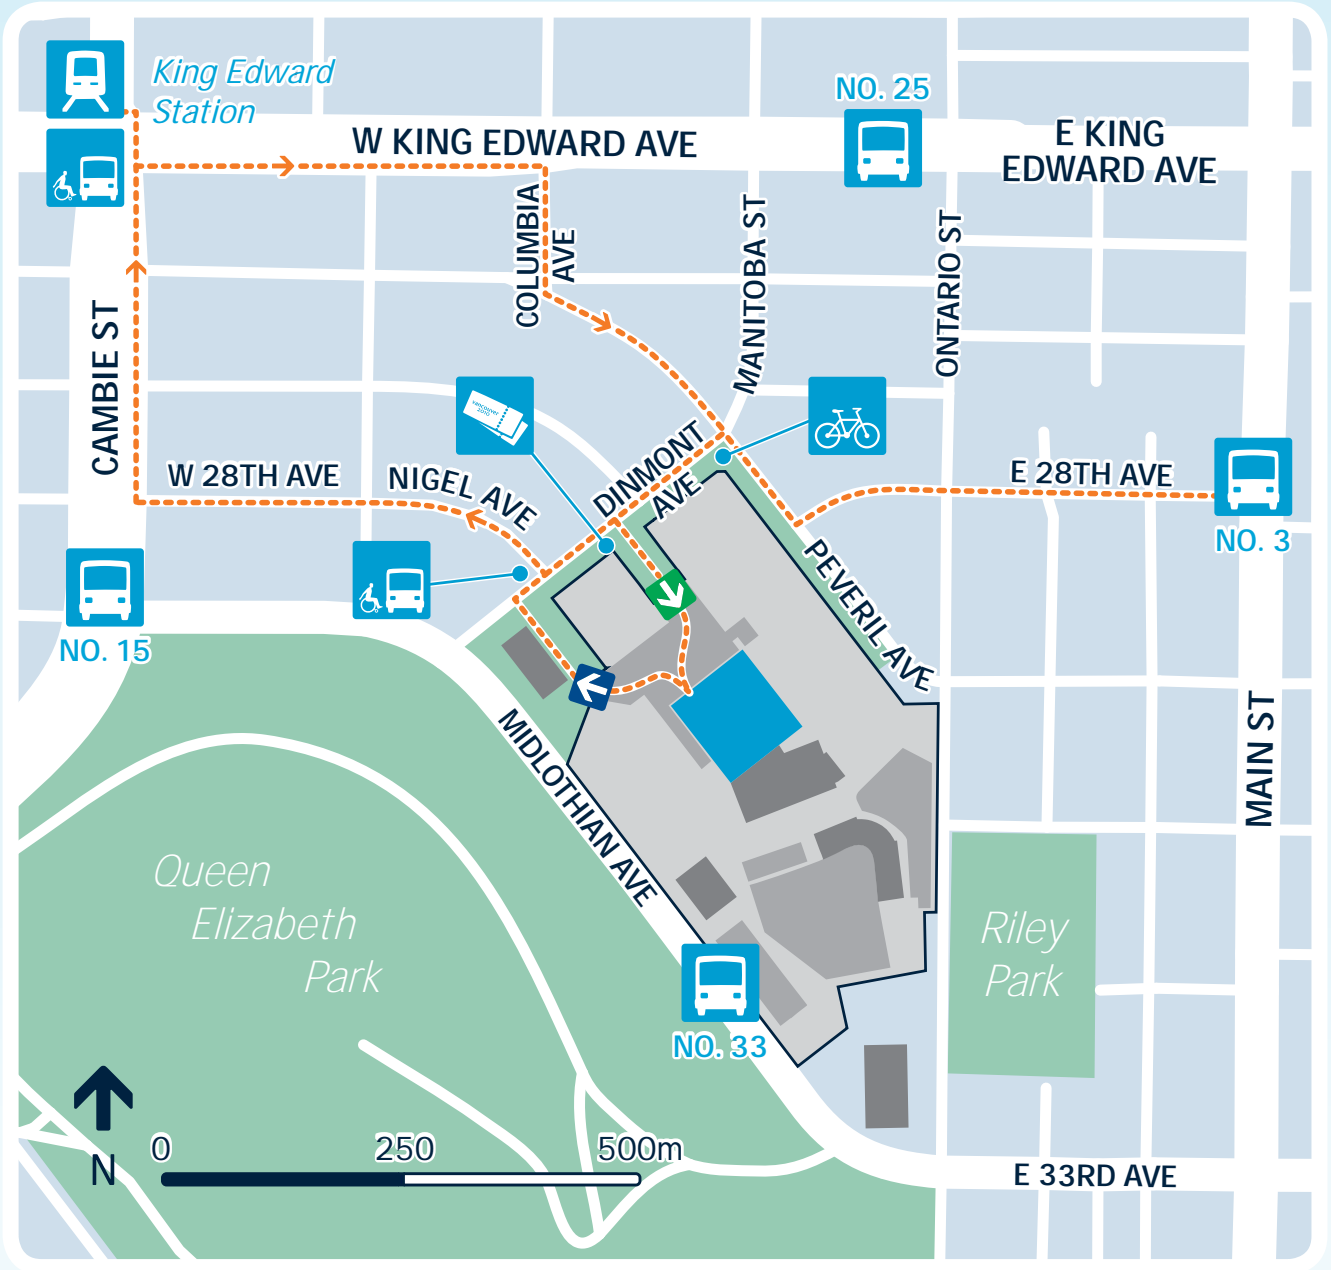 King Edward
Station
NO. 25
W KING EDWARD AVE
E KING
EDWARD AVE
COLUMBIA
AVE
MANITOBA ST
ONTARIO ST
CAMBIE ST
vancouver
2010
DINMONT
AVE
W 28TH AVE
NIGEL AVE
E 28TH AVE
NO. 3
PEVERIL AVE
NO. 15
MIDLOTHIAN AVE
MAIN ST
Queen
Elizabeth
Park
Riley
Park
NO. 33
N
0
250
500m
E 33RD AVE